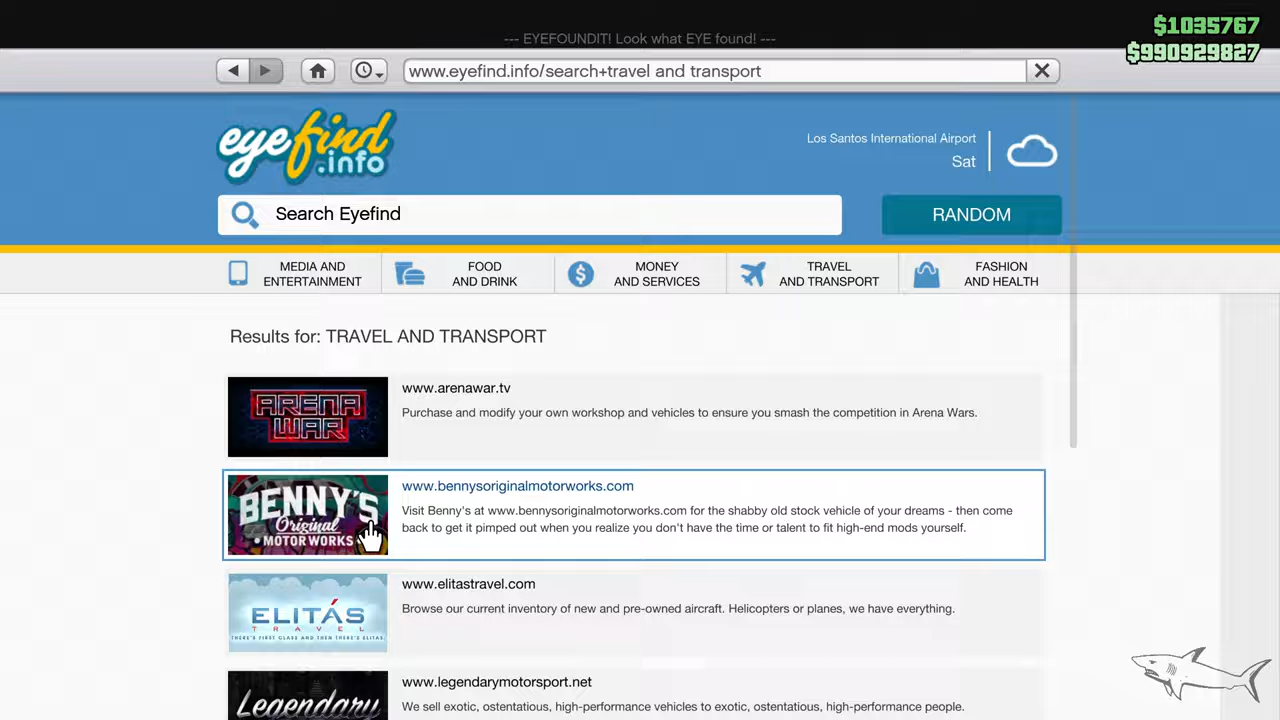 --- EYEFOUNDIT! Look what EYE found! ---
$1035767
$990929827
www.eyefind.info/search+travel and transport
eyefind
.info
Los Santos International Airport
Sat
Search Eyefind
RANDOM
MEDIA AND
ENTERTAINMENT
FOOD
AND DRINK
MONEY
AND SERVICES
TRAVEL
AND TRANSPORT
FASHION
AND HEALTH
Results for: TRAVEL AND TRANSPORT
ARENA
WAR
www.arenawar.tv
Purchase and modify your own workshop and vehicles to ensure you smash the competition in Arena Wars.
BENNY'S
Original
MOTOR WORKS
www.bennysoriginalmotorworks.com
Visit Benny's at www.bennysoriginalmotorworks.com for the shabby old stock vehicle of your dreams - then come
back to get it pimped out when you realize you don't have the time or talent to fit high-end mods yourself.
ELITÁS
TRAVEL
THERE'S FIRST CLASS AND THEN THERE'S ELITAS.
www.elitastravel.com
Browse our current inventory of new and pre-owned aircraft. Helicopters or planes, we have everything.
Legendary
www.legendarymotorsport.net
We sell exotic, ostentatious, high-performance vehicles to exotic, ostentatious, high-performance people.